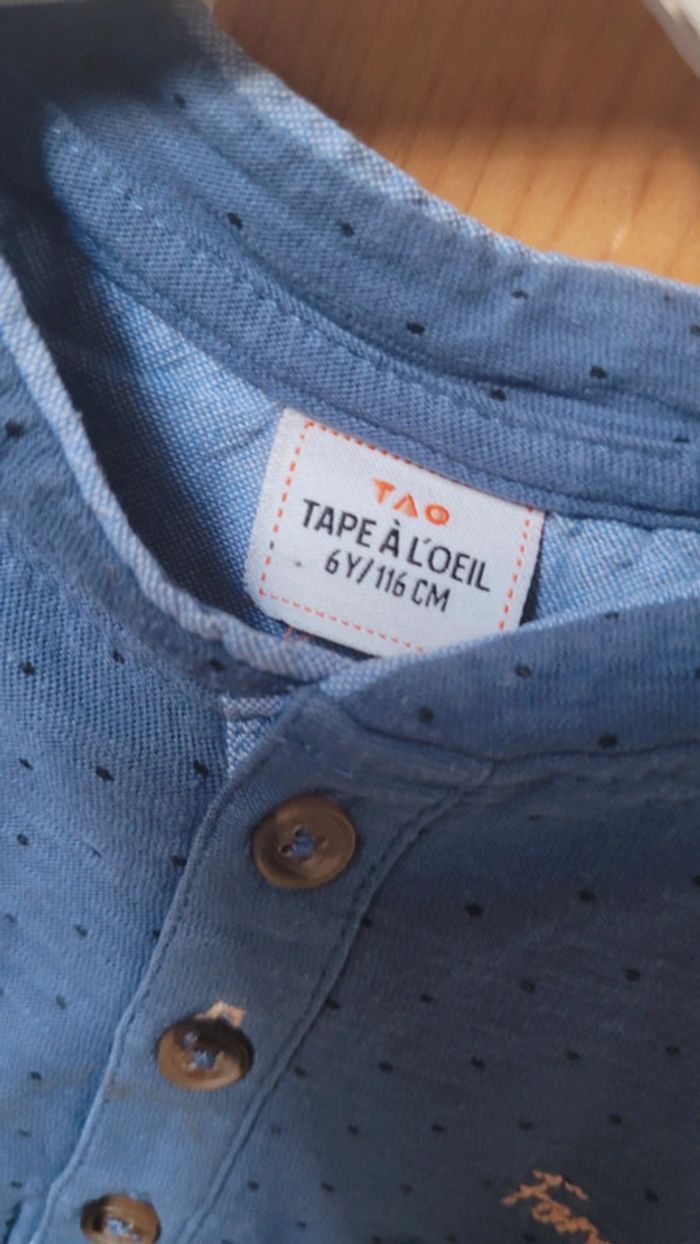 TAO
TAPE À L'OEIL
6Y/116 CM